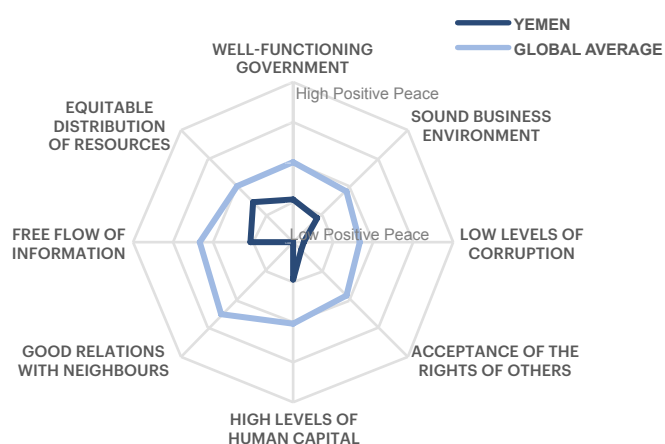 YEMEN
GLOBAL AVERAGE
WELL-FUNCTIONING
GOVERNMENT
High Positive Peace
SOUND BUSINESS
ENVIRONMENT
EQUITABLE
DISTRIBUTION
OF RESOURCES
Low Positive Peace
LOW LEVELS OF
CORRUPTION
FREE FLOW OF
INFORMATION
ACCEPTANCE OF THE
RIGHTS OF OTHERS
GOOD RELATIONS
WITH NEIGHBOURS
HIGH LEVELS OF
HUMAN CAPITAL